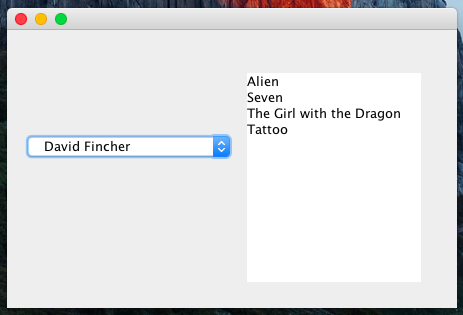 David Fincher
Alien
Seven
The Girl with the Dragon
Tattoo